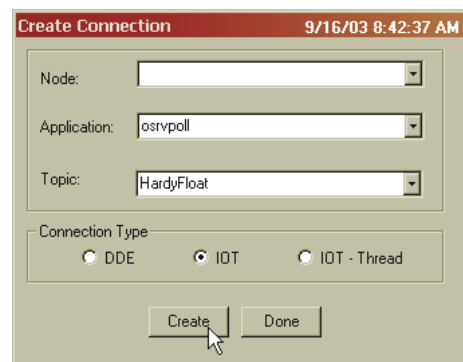 Create Connection 9/16/03 8:42:37 AM
Node:
Application: osrvpoll
Topic: HardyFloat
Connection Type
DDE IOT IOT - Thread
Create Done